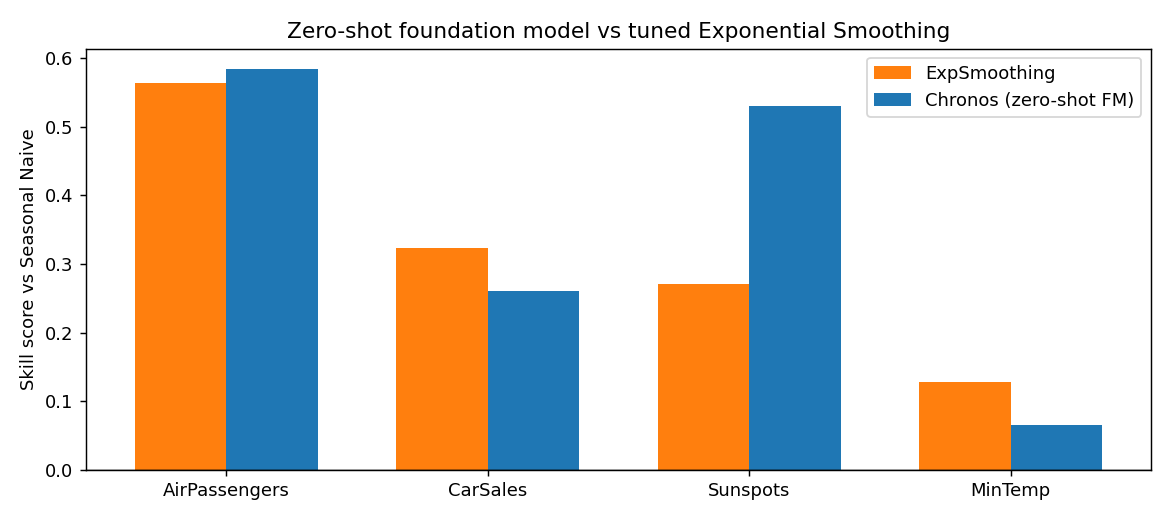 Zero-shot foundation model vs tuned Exponential Smoothing
Skill score vs Seasonal Naive
0.6
0.5
0.4
0.3
0.2
0.1
0.0
ExpSmoothing
Chronos (zero-shot FM)
AirPassengers
CarSales
Sunspots
MinTemp